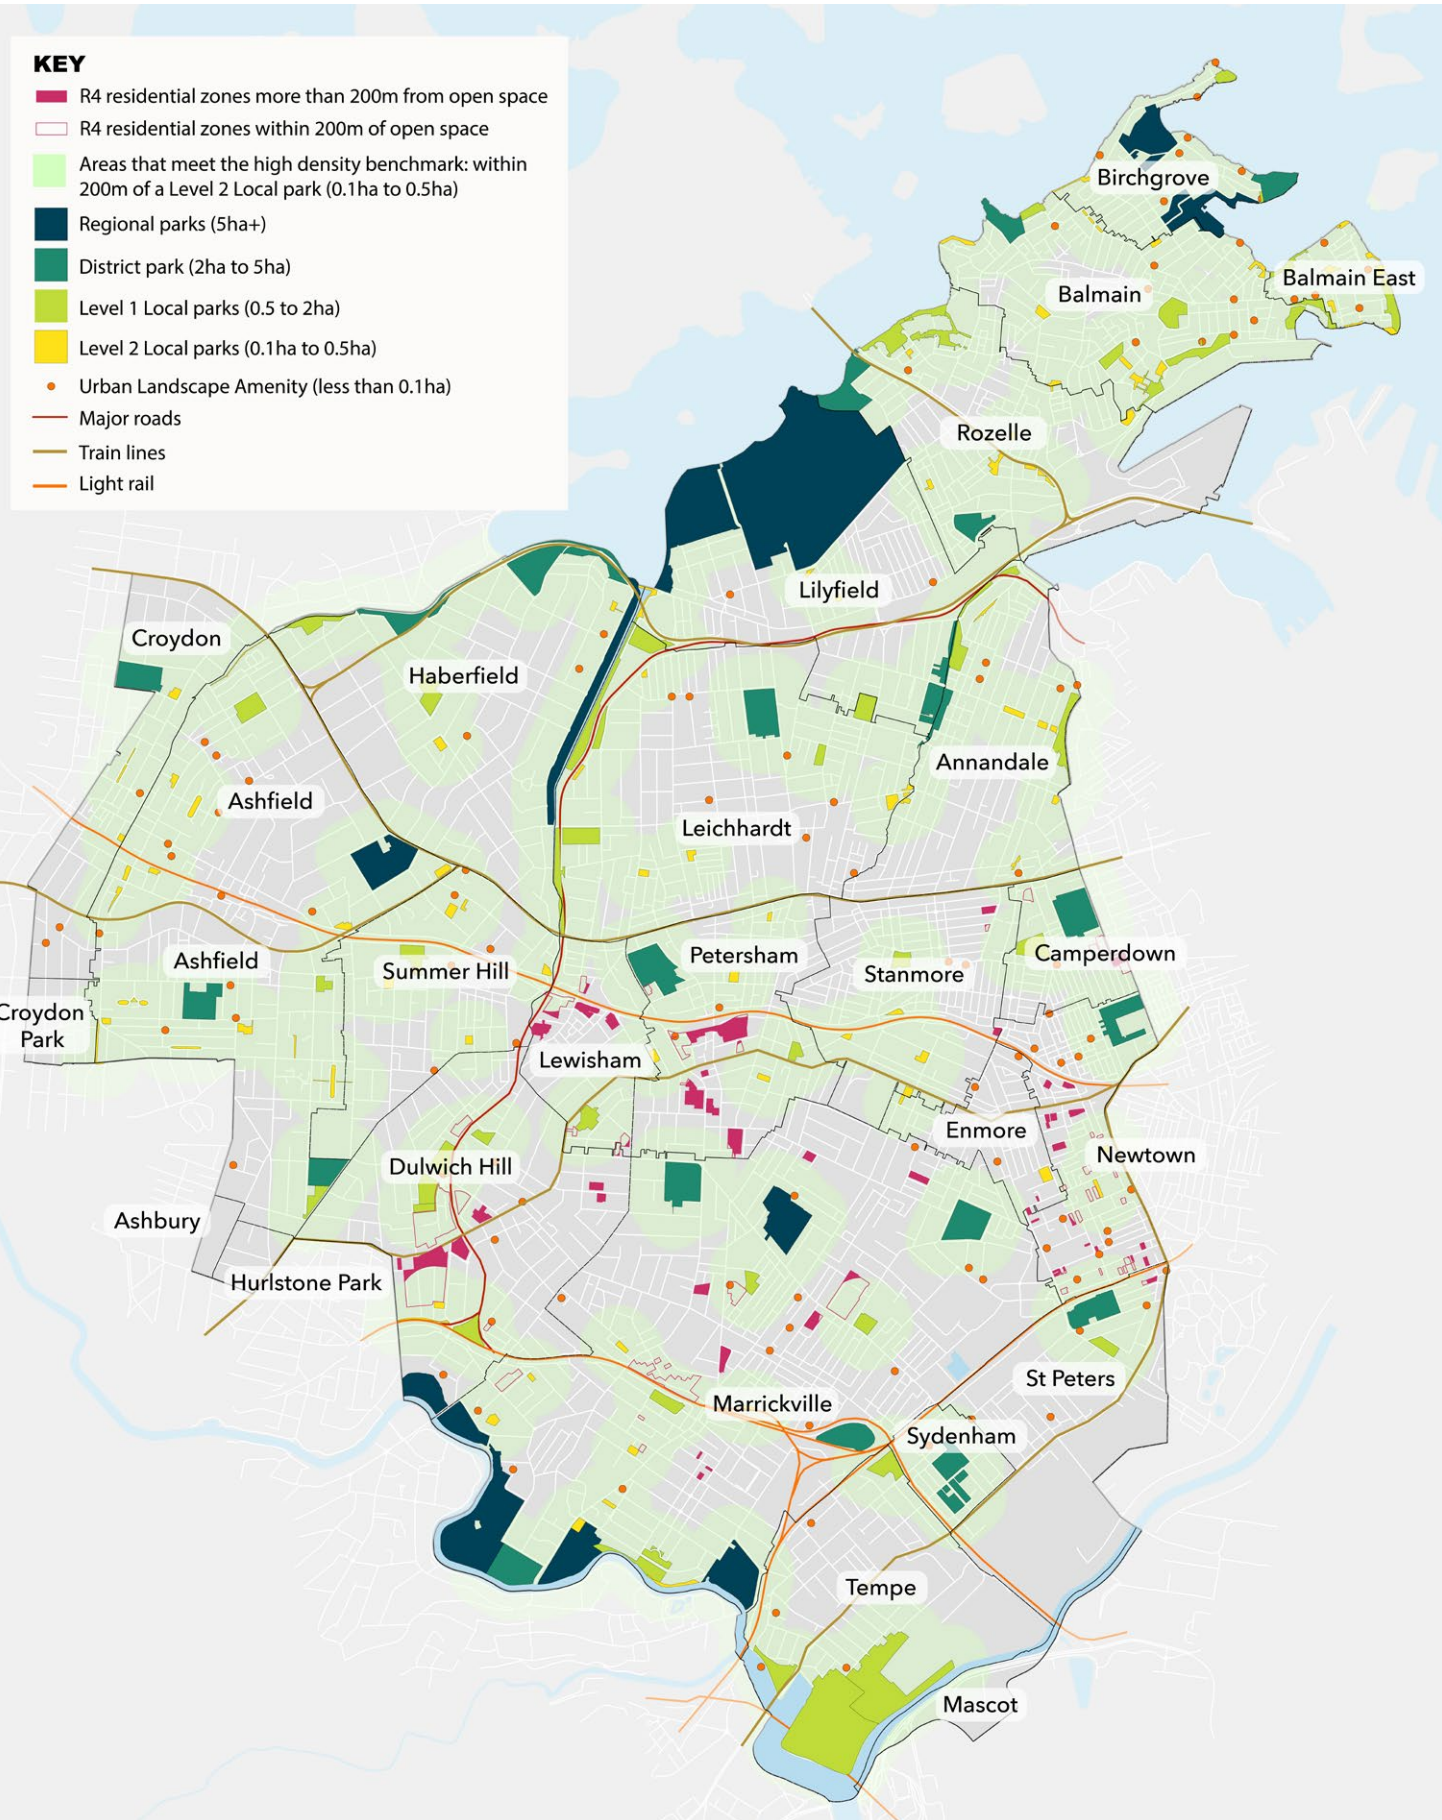 KEY
R4 residential zones more than 200m from open space
R4 residential zones within 200m of open space
Areas that meet the high density benchmark: within
200m of a Level 2 Local park (0.1ha to 0.5ha)
Regional parks (5ha+)
District park (2ha to 5ha)
Level 1 Local parks (0.5 to 2ha)
Level 2 Local parks (0.1ha to 0.5ha)
Urban Landscape Amenity (less than 0.1ha)
Major roads
Train lines
Light rail
Birchgrove
Balmain East
Balmain
Rozelle
Lilyfield
Croydon
Haberfield
Annandale
Ashfield
Leichhardt
Camperdown
Petersham
Ashfield
Summer Hill
Stanmore
Croydon
Park
Lewisham
Enmore
Newtown
Dulwich Hill
Ashbury
Hurlstone Park
St Peters
Marrickville
Sydenham
Tempe
Mascot